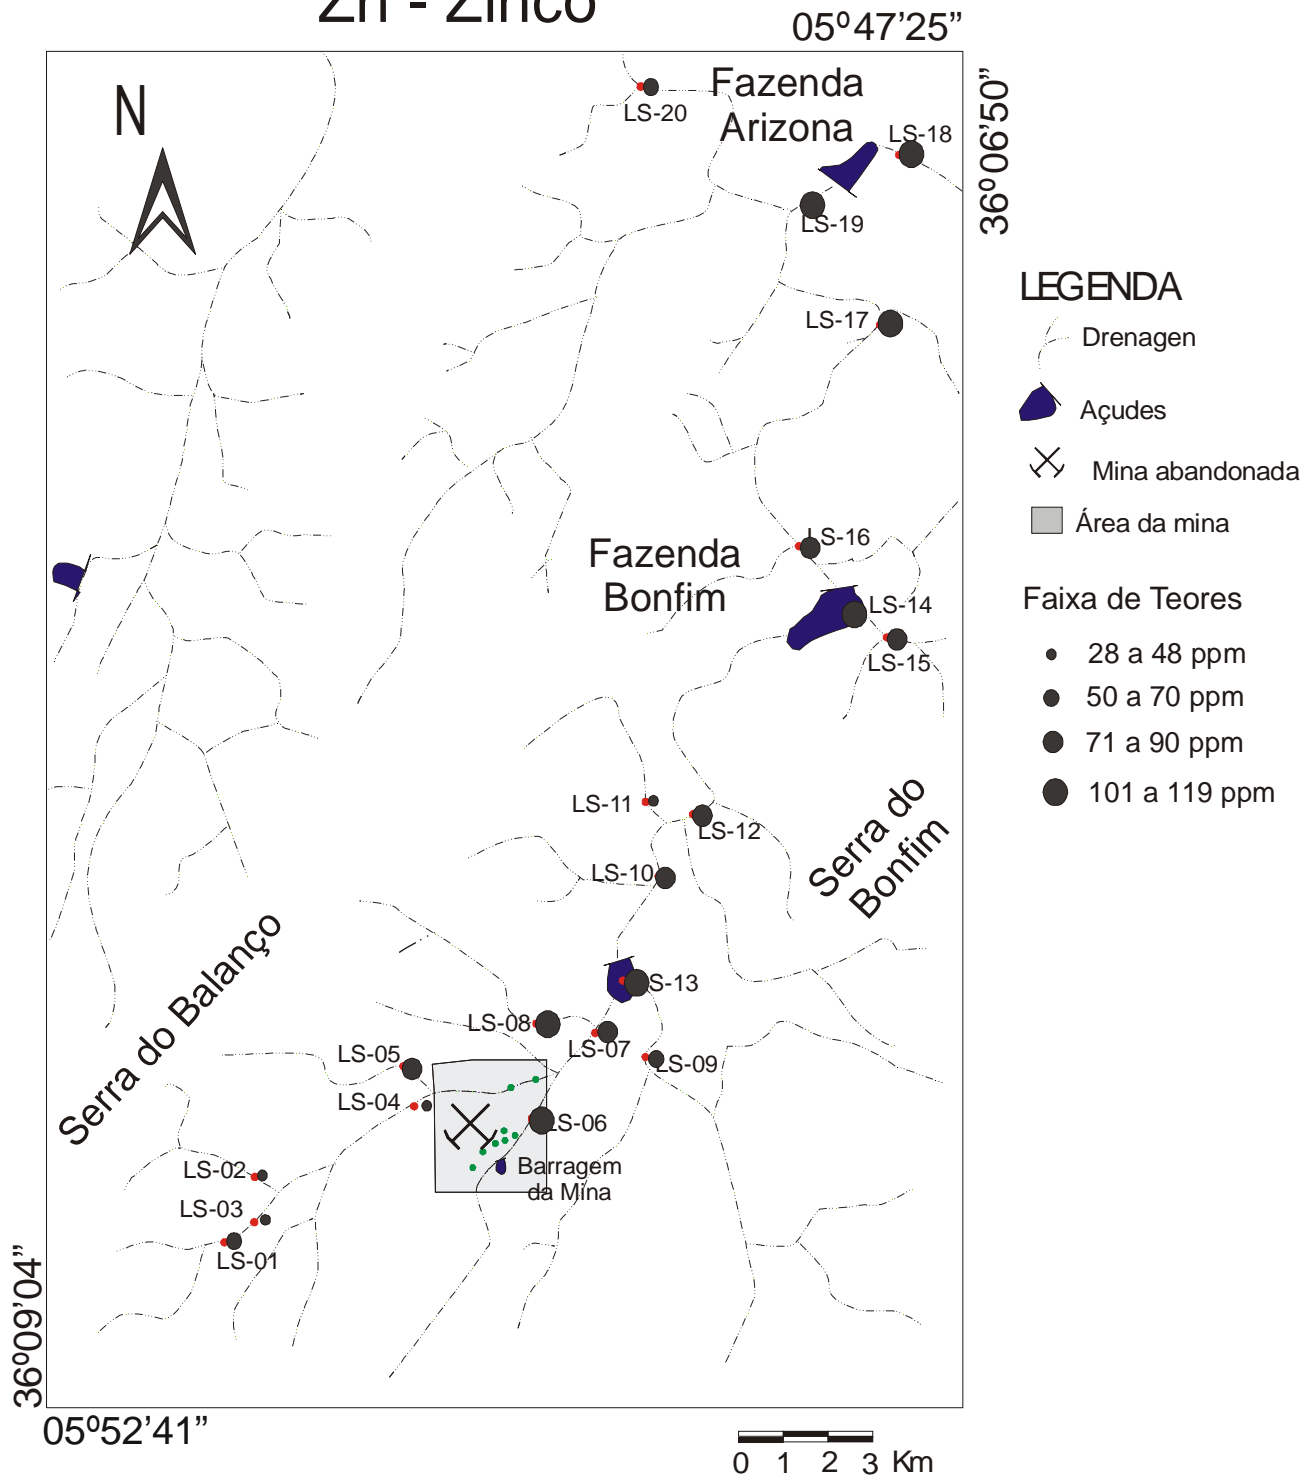 Zn - Zinco
05º47'25"
36º06'50"
N
Fazenda
Arizona
LS-20
LS-18
LS-19
LS-17
LS-16
Fazenda
Bonfim
LS-14
LS-15
LS-11
LS-12
LS-10
Serra do
Bonfim
Serra do Balanço
S-13
LS-08
LS-07
LS-09
LS-05
LS-04
LS-06
Barragem
da Mina
LS-02
LS-03
LS-01
36º09'04"
05º52'41"
0 1 2 3 Km
LEGENDA
Drenagen
Açudes
Mina abandonada
Área da mina
Faixa de Teores
28 a 48 ppm
50 a 70 ppm
71 a 90 ppm
101 a 119 ppm